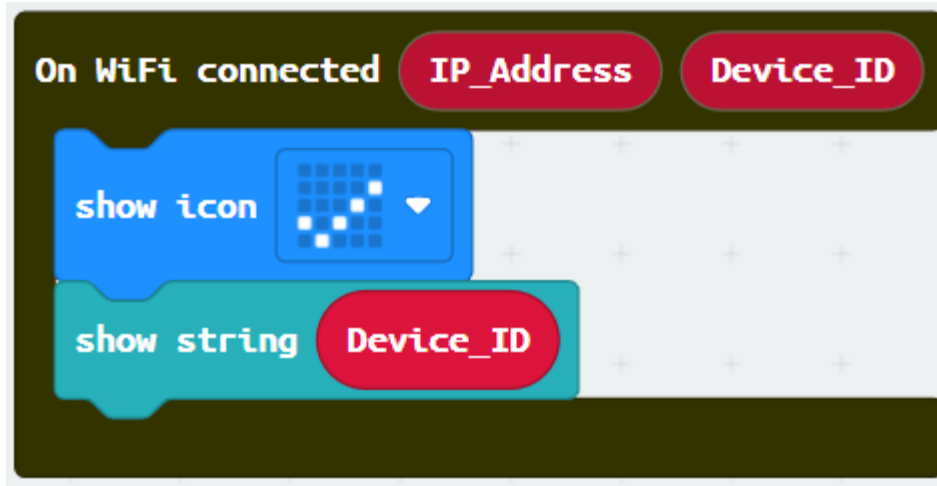 On WiFi connected IP_Address Device_ID
show icon
show string Device_ID